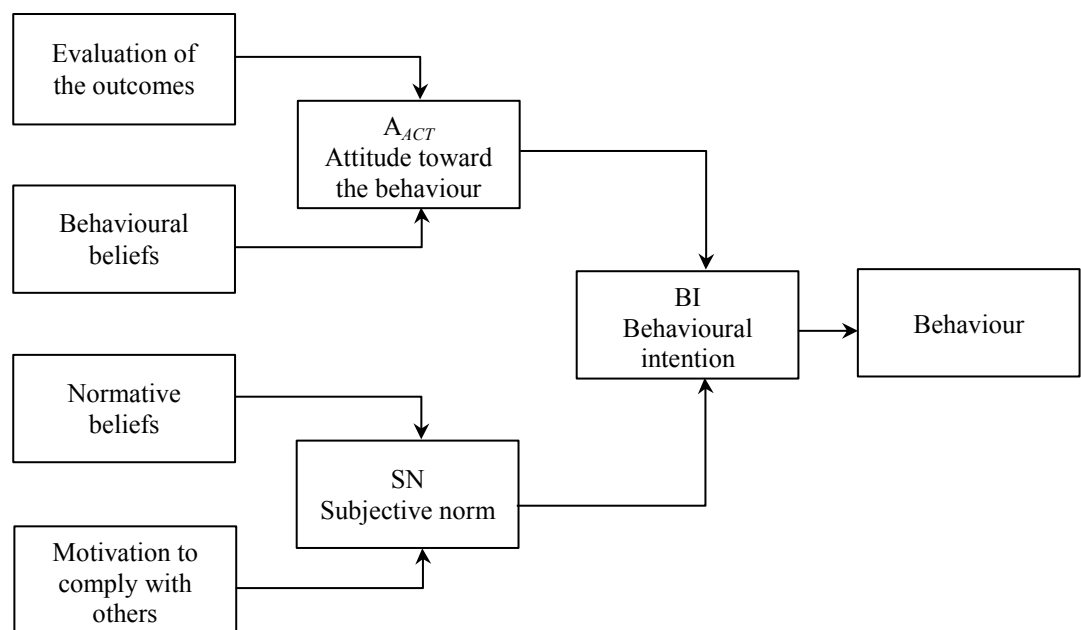 Evaluation of
the outcomes
A_ACT
Attitude toward
the behaviour
Behavioural
beliefs
BI
Behavioural
intention
Behaviour
Normative
beliefs
SN
Subjective norm
Motivation to
comply with
others